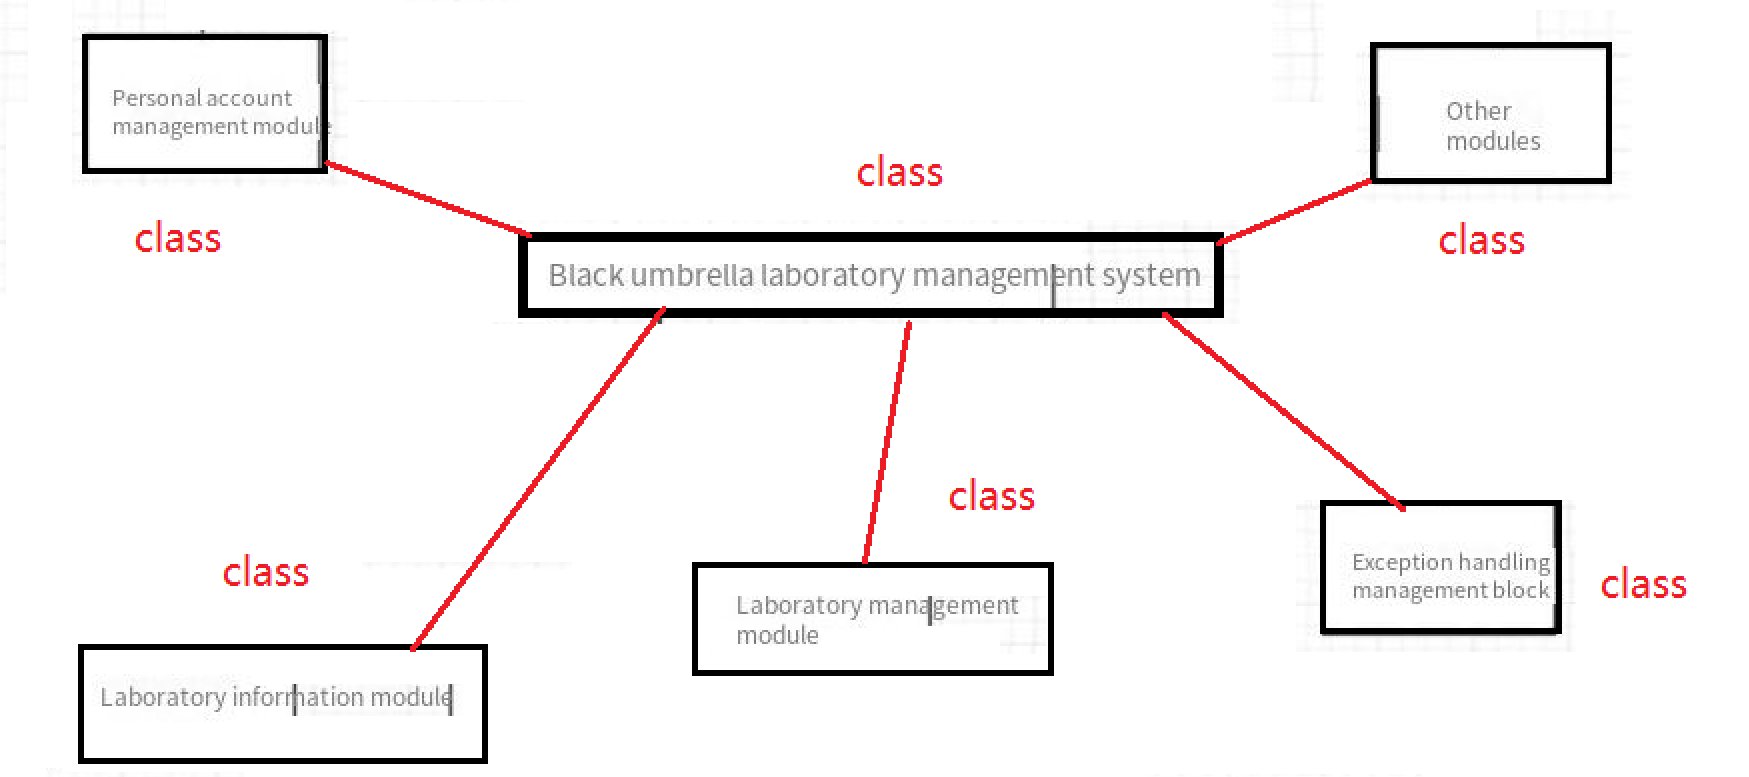 Personal account
management module
Other
modules
class
class
class
Black umbrella laboratory management system
class
class
Laboratory management
module
Exception handling
management block
class
Laboratory information module